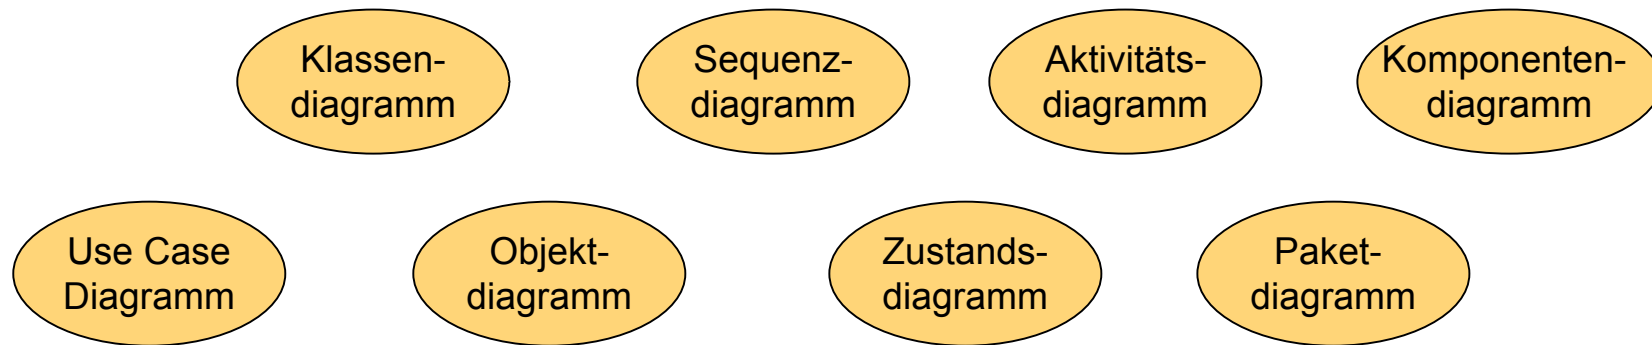 Klassen-
diagramm
Sequenz-
diagramm
Aktivitäts-
diagramm
Komponenten-
diagramm
Use Case
Diagramm
Objekt-
diagramm
Zustands-
diagramm
Paket-
diagramm